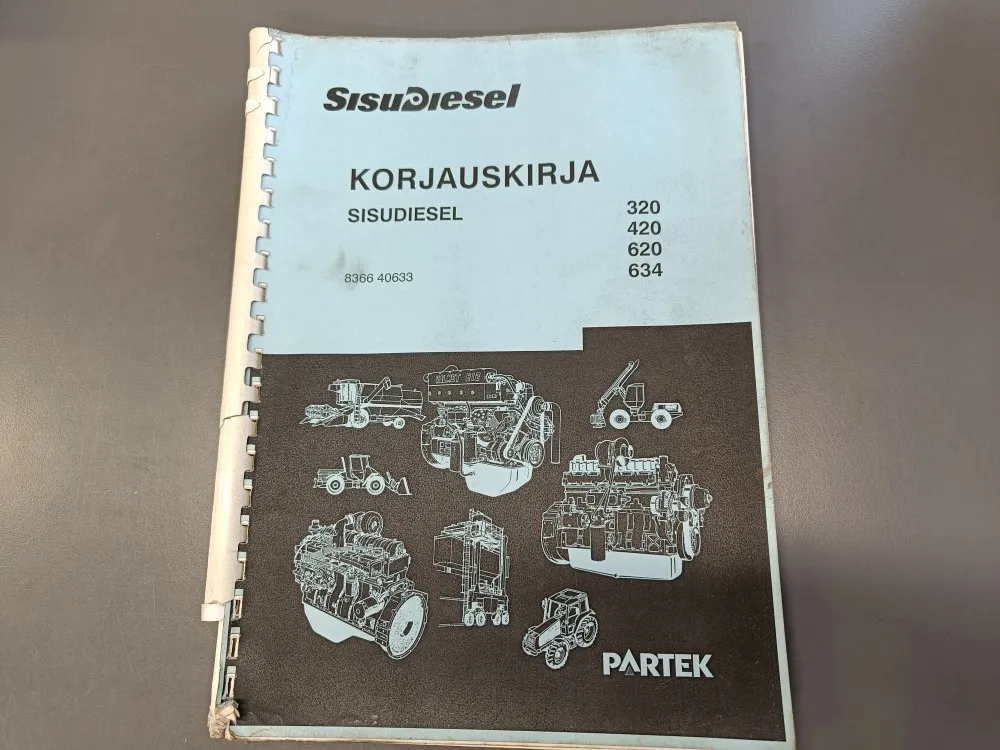 SISUDIESEL
KORJAUSKIRJA
SISUDIESEL
320
420
620
634
8366 40633
PARTEK